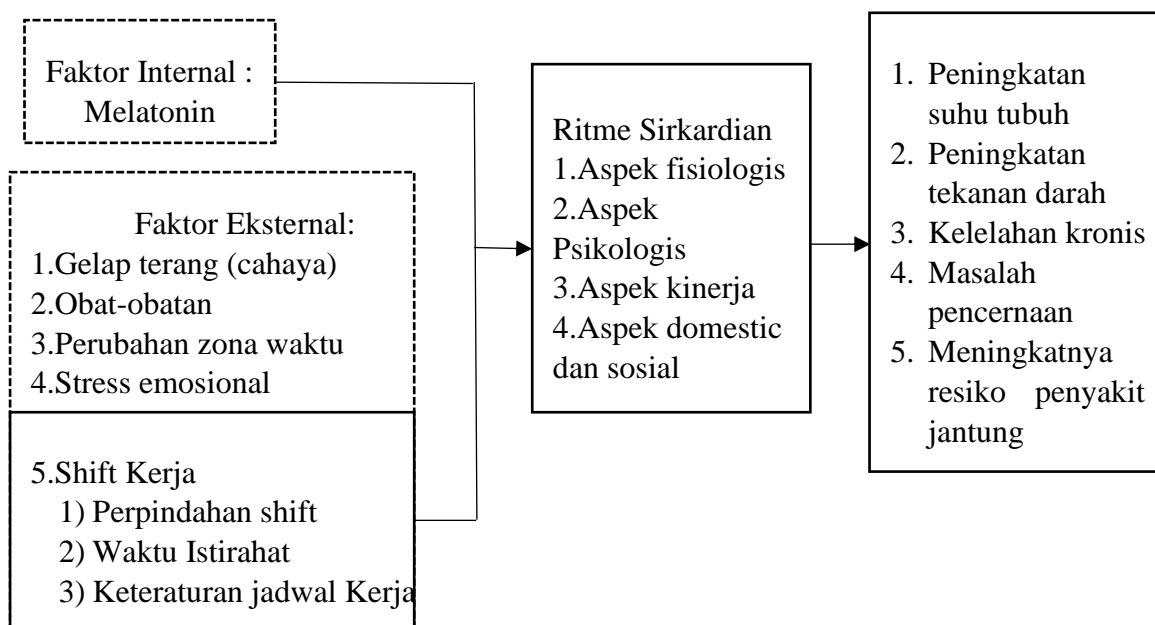 Faktor Internal :
Melatonin
Faktor Eksternal:
1.Gelap terang (cahaya)
2.Obat-obatan
3.Perubahan zona waktu
4.Stress emosional
5.Shift Kerja
1) Perpindahan shift
2) Waktu Istirahat
3) Keteraturan jadwal Kerja
Ritme Sirkardian
1.Aspek fisiologis
2.Aspek
Psikologis
3.Aspek kinerja
4.Aspek domestic
dan sosial
1. Peningkatan
suhu tubuh
2. Peningkatan
tekanan darah
3. Kelelahan kronis
4. Masalah
pencernaan
5. Meningkatnya
resiko penyakit
jantung